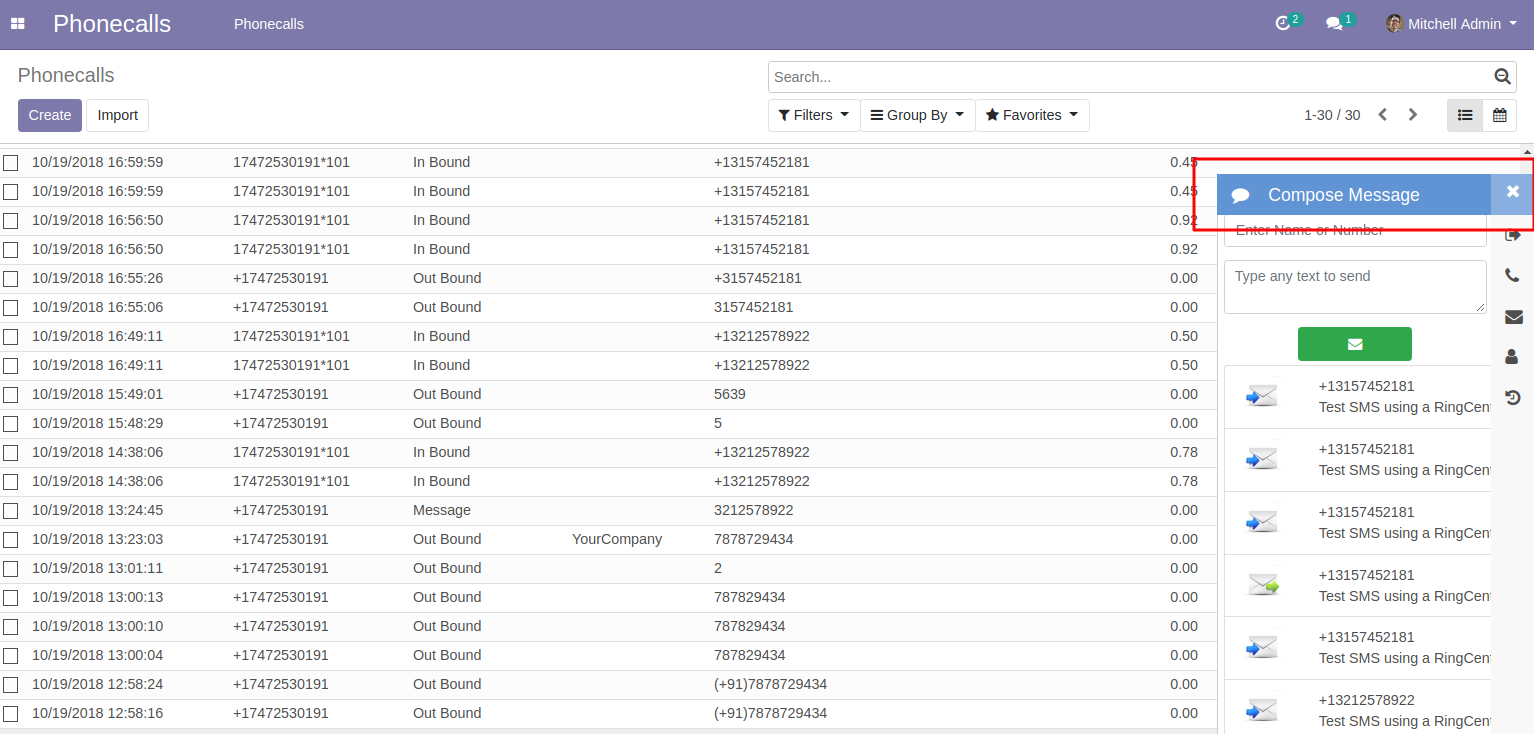 Phonecalls Phonecalls 2 1 Mitchell Admin
Phonecalls Search...
Create Import Filters Group By Favorites 1-30 / 30
10/19/2018 16:59:59 17472530191*101 In Bound +13157452181 0.45
10/19/2018 16:59:59 17472530191*101 In Bound +13157452181 0.45
10/19/2018 16:56:50 17472530191*101 In Bound +13157452181 0.92
10/19/2018 16:56:50 17472530191*101 In Bound +13157452181 0.92
10/19/2018 16:55:26 +17472530191 Out Bound +3157452181 0.00
10/19/2018 16:55:06 +17472530191 Out Bound 3157452181 0.00
10/19/2018 16:49:11 17472530191*101 In Bound +13212578922 0.50
10/19/2018 16:49:11 17472530191*101 In Bound +13212578922 0.50
10/19/2018 15:49:01 +17472530191 Out Bound 5639 0.00
10/19/2018 15:48:29 +17472530191 Out Bound 5 0.00
10/19/2018 14:38:06 17472530191*101 In Bound +13212578922 0.78
10/19/2018 14:38:06 17472530191*101 In Bound +13212578922 0.78
10/19/2018 13:24:45 +17472530191 Message 3212578922 0.00
10/19/2018 13:23:03 +17472530191 Out Bound YourCompany 7878729434 0.00
10/19/2018 13:01:11 +17472530191 Out Bound 2 0.00
10/19/2018 13:00:13 +17472530191 Out Bound 787829434 0.00
10/19/2018 13:00:10 +17472530191 Out Bound 787829434 0.00
10/19/2018 13:00:04 +17472530191 Out Bound 787829434 0.00
10/19/2018 12:58:24 +17472530191 Out Bound (+91)7878729434 0.00
10/19/2018 12:58:16 +17472530191 Out Bound (+91)7878729434 0.00
Compose Message
Enter Name or Number
Type any text to send
+13157452181
Test SMS using a RingCent
+13157452181
Test SMS using a RingCent
+13157452181
Test SMS using a RingCent
+13157452181
Test SMS using a RingCent
+13157452181
Test SMS using a RingCent
+13212578922
Test SMS using a RingCent